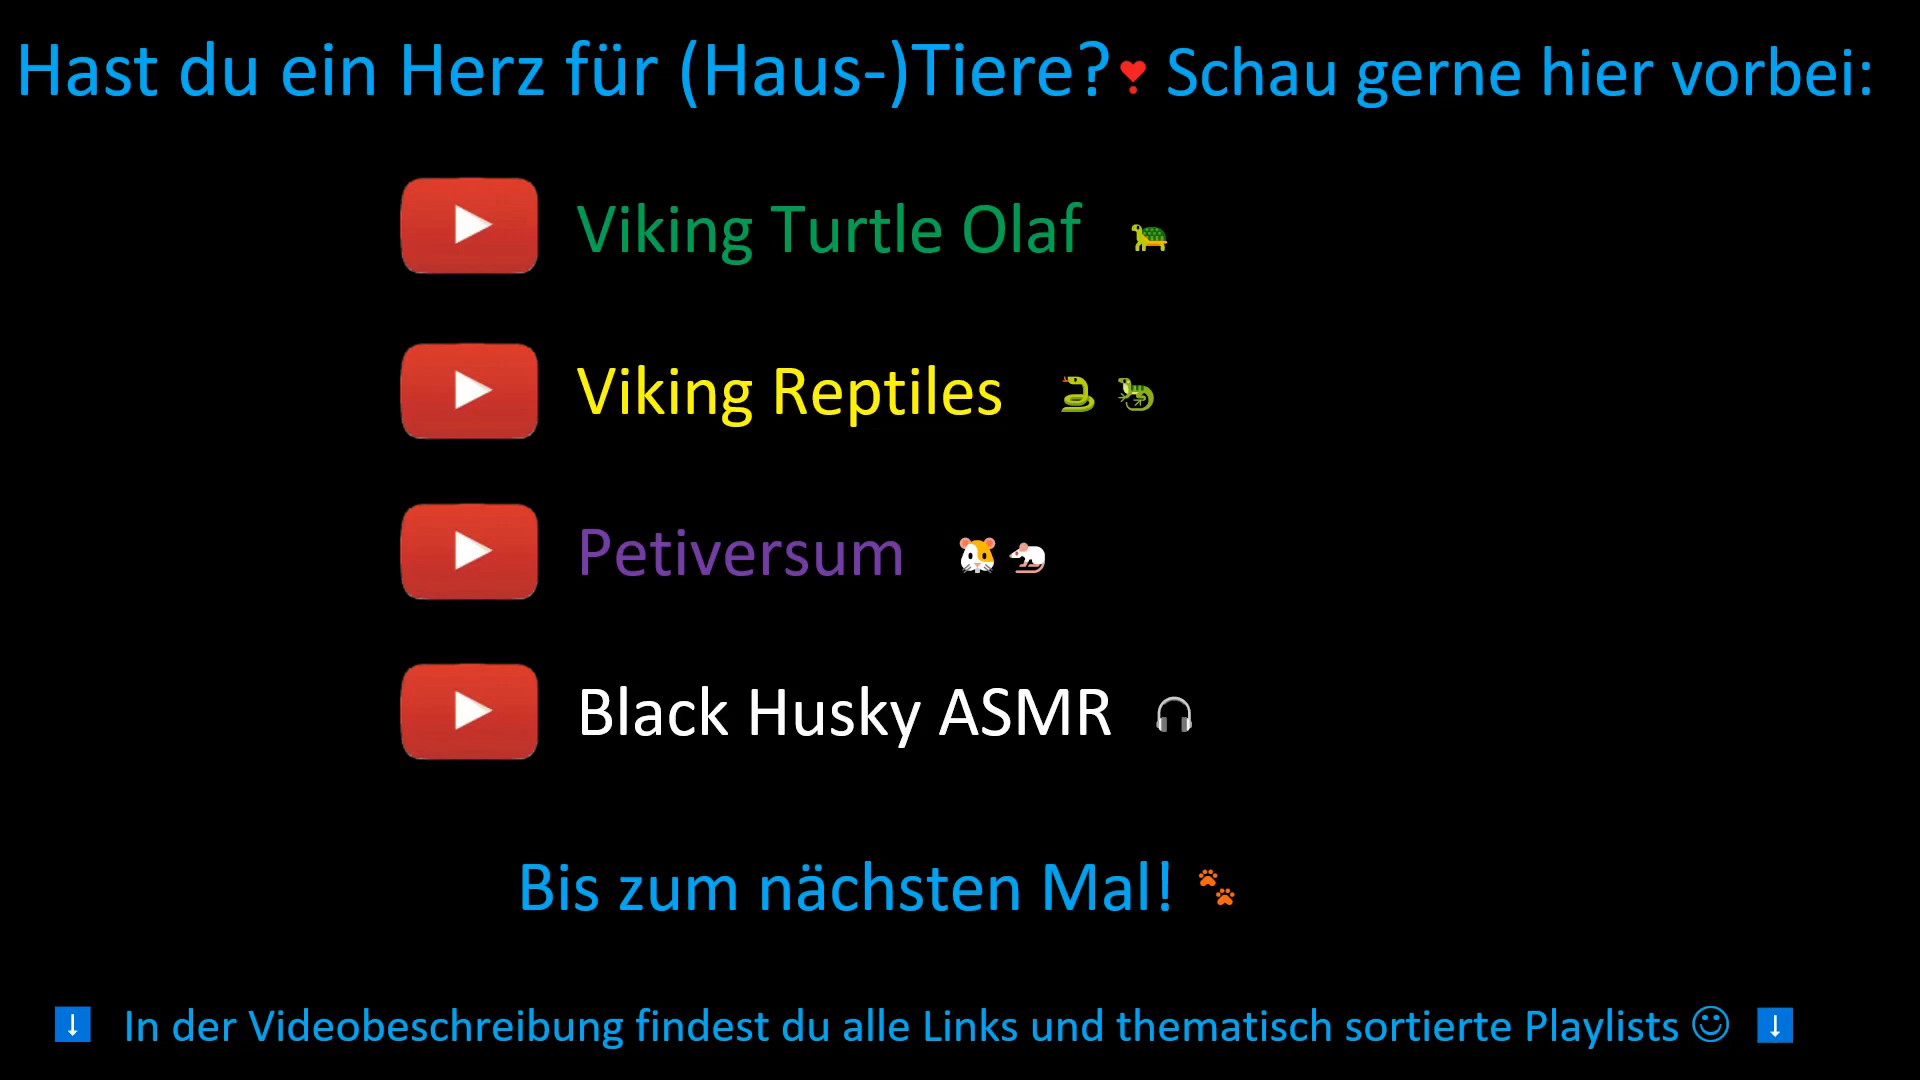 Hast du ein Herz für (Haus-)Tiere?❣ Schau gerne hier vorbei:
Viking Turtle Olaf 🐢
Viking Reptiles 🐍 🦎
Petiversum 🐹 🐁
Black Husky ASMR 🎧
Bis zum nächsten Mal! 🐾
⬇ In der Videobeschreibung findest du alle Links und thematisch sortierte Playlists ☺ ⬇